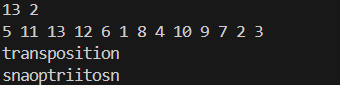 13 2
5 11 13 12 6 1 8 4 10 9 7 2 3
transposition
snaoptriitosn